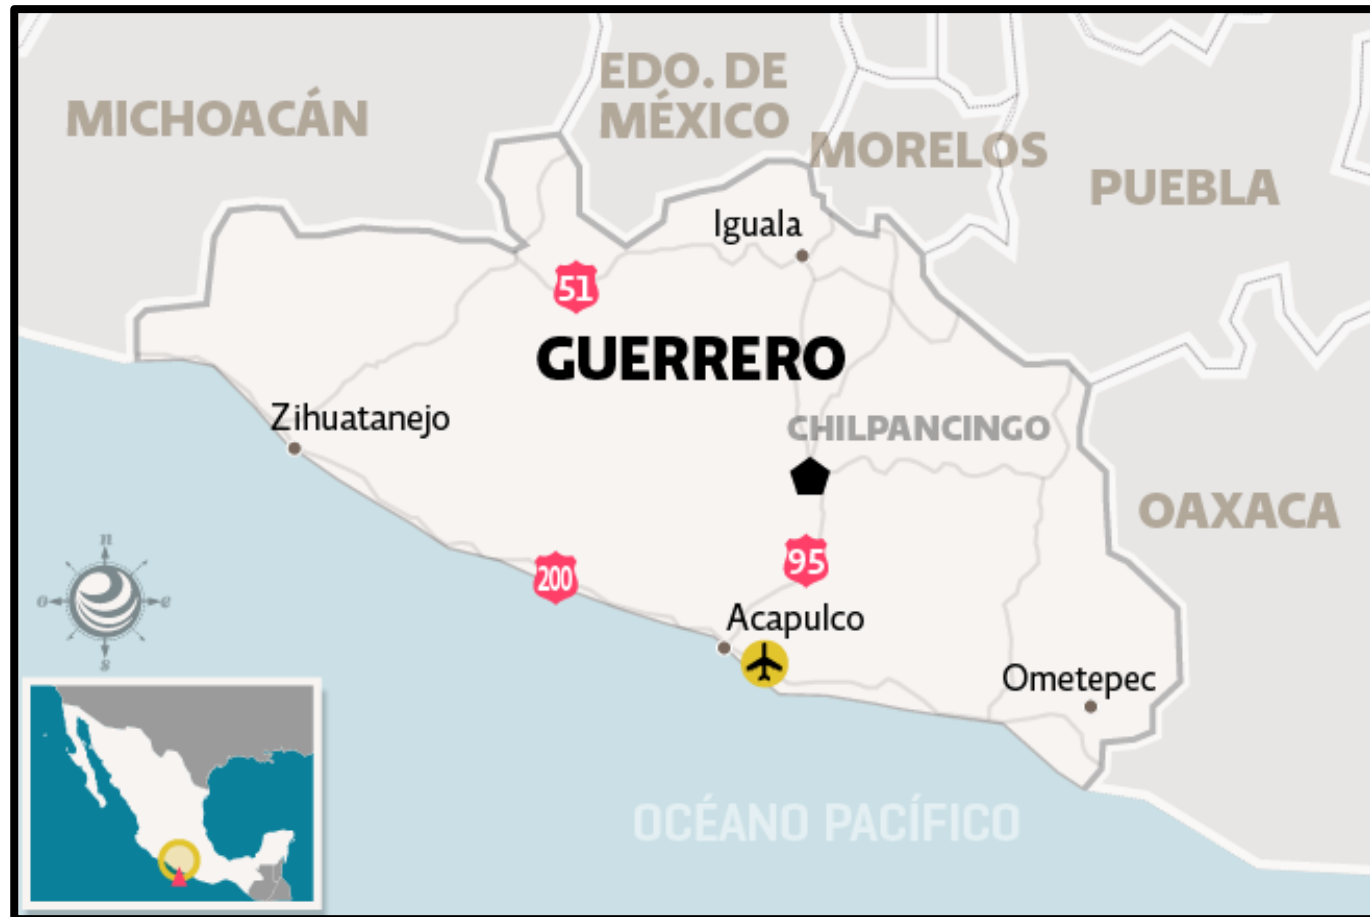 MICHOACÁN
EDO. DE
MÉXICO
MORELOS
PUEBLA
Iguala
51
GUERRERO
Zihuatanejo
CHILPANCINGO
OAXACA
95
200
n
o
e
s
Acapulco
Ometepec
OCÉANO PACÍFICO